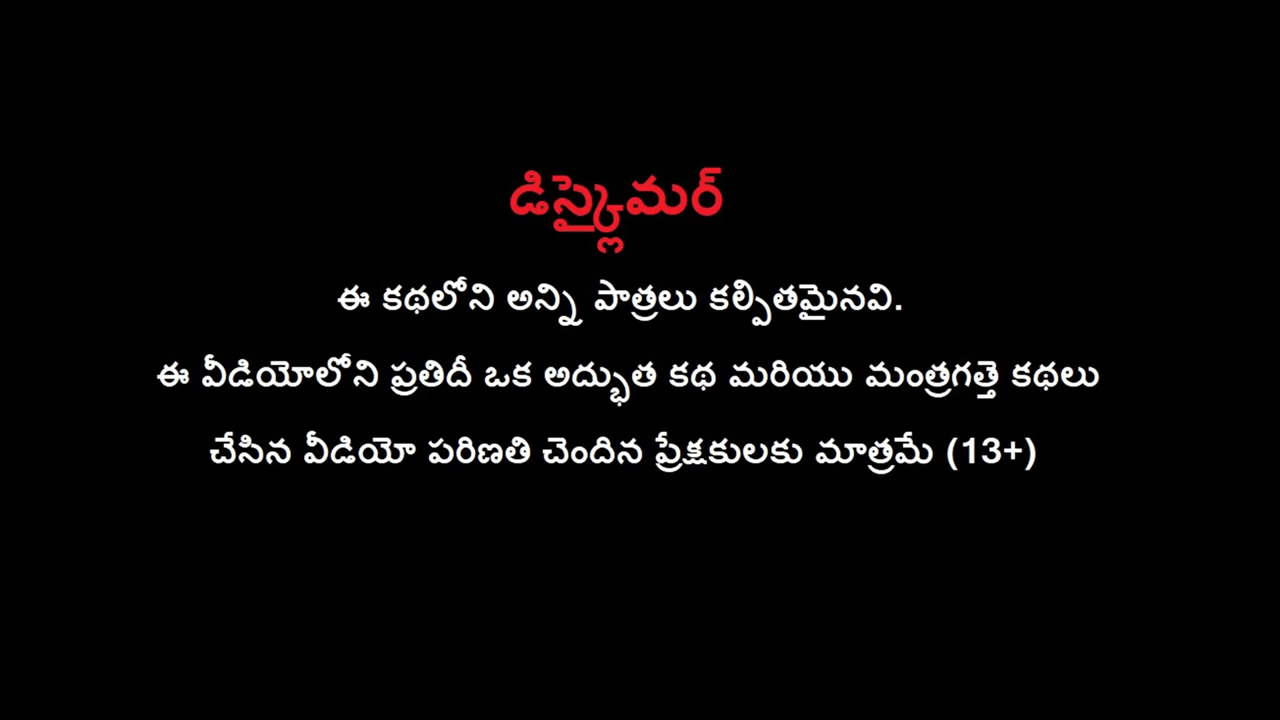 డిస్క్లైమర్
ఈ కథలోని అన్ని పాత్రలు కల్పితమైనవి.
ఈ వీడియోలోని ప్రతిదీ ఒక అద్భుత కథ మరియు మంత్రగత్తె కథలు
చేసిన వీడియో పరిణతి చెందిన ప్రేక్షకులకు మాత్రమే (13+)